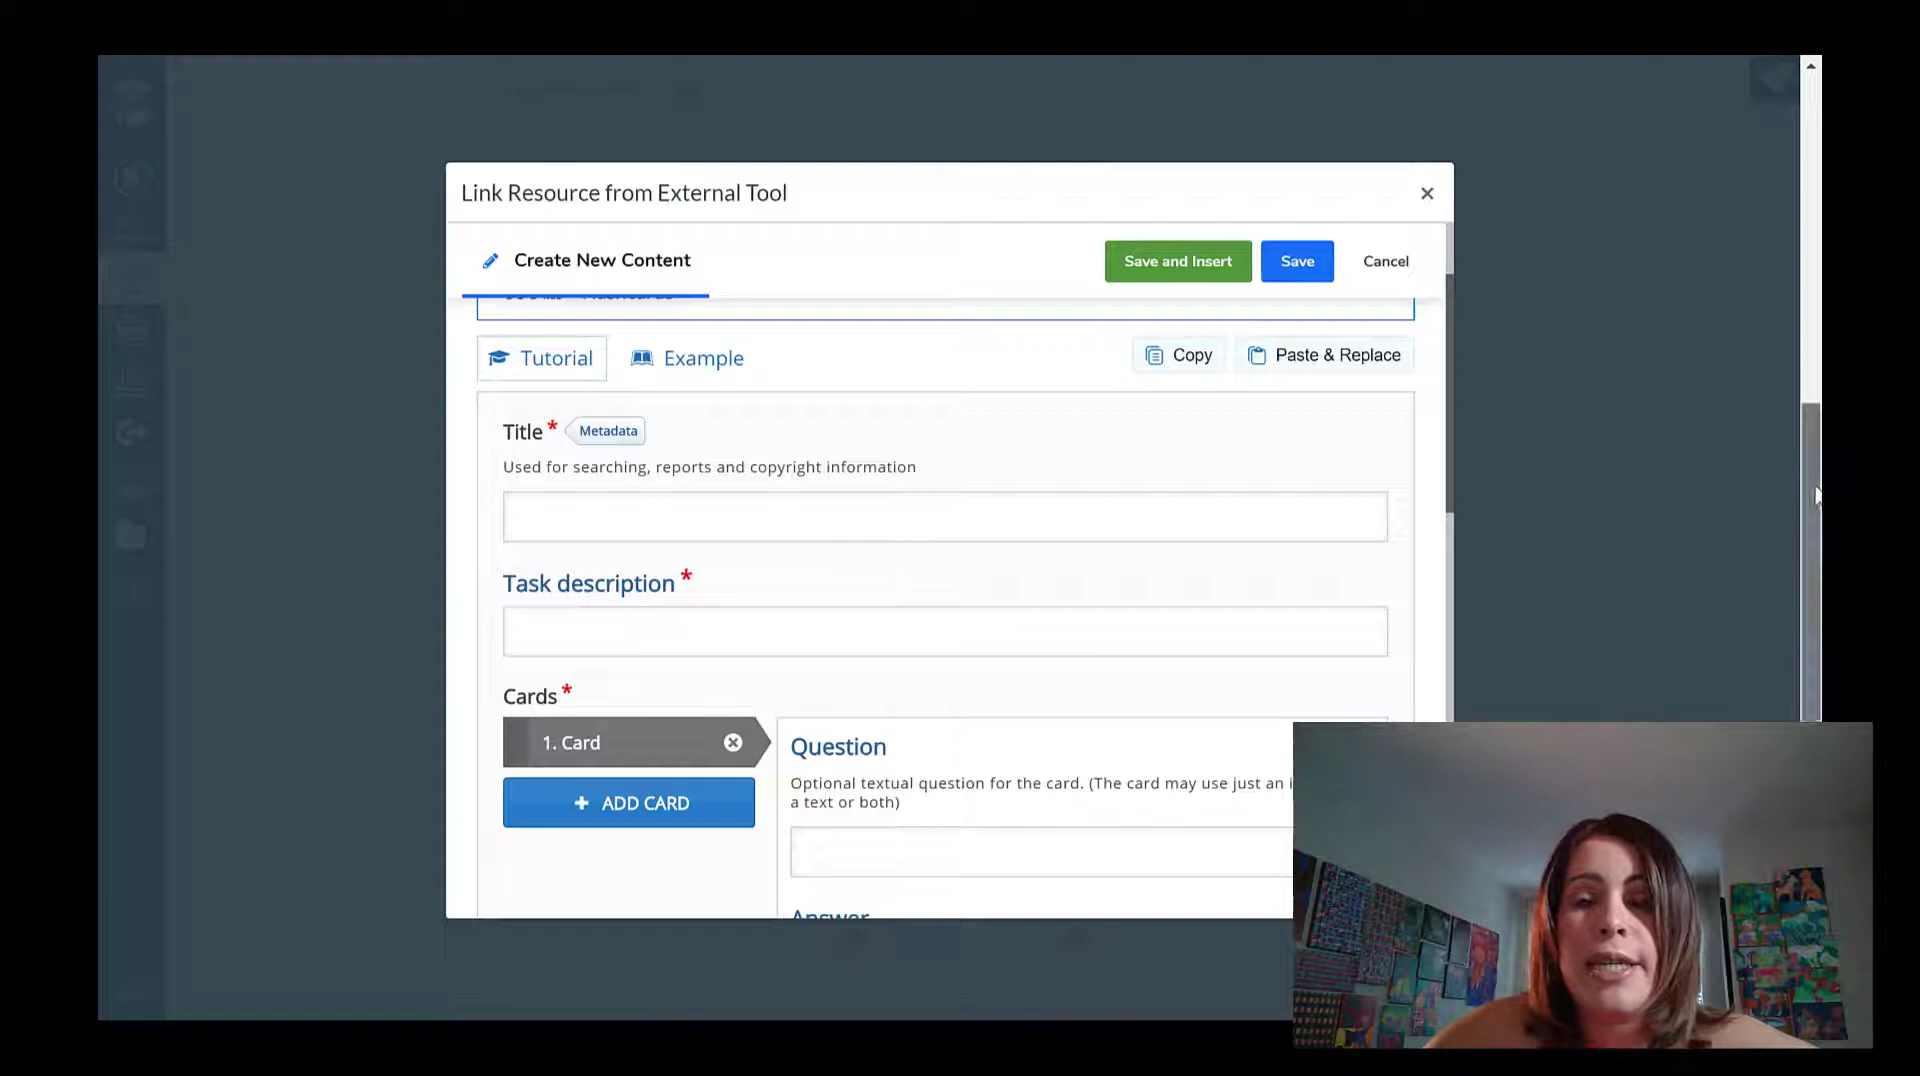 Link Resource from External Tool
Create New Content
Save and Insert
Save
Cancel
Tutorial
Example
Copy
Paste & Replace
Title *
Metadata
Used for searching, reports and copyright information
Task description *
Cards *
1. Card
+ ADD CARD
Question
Optional textual question for the card. (The card may use just an i
a text or both)
Answer